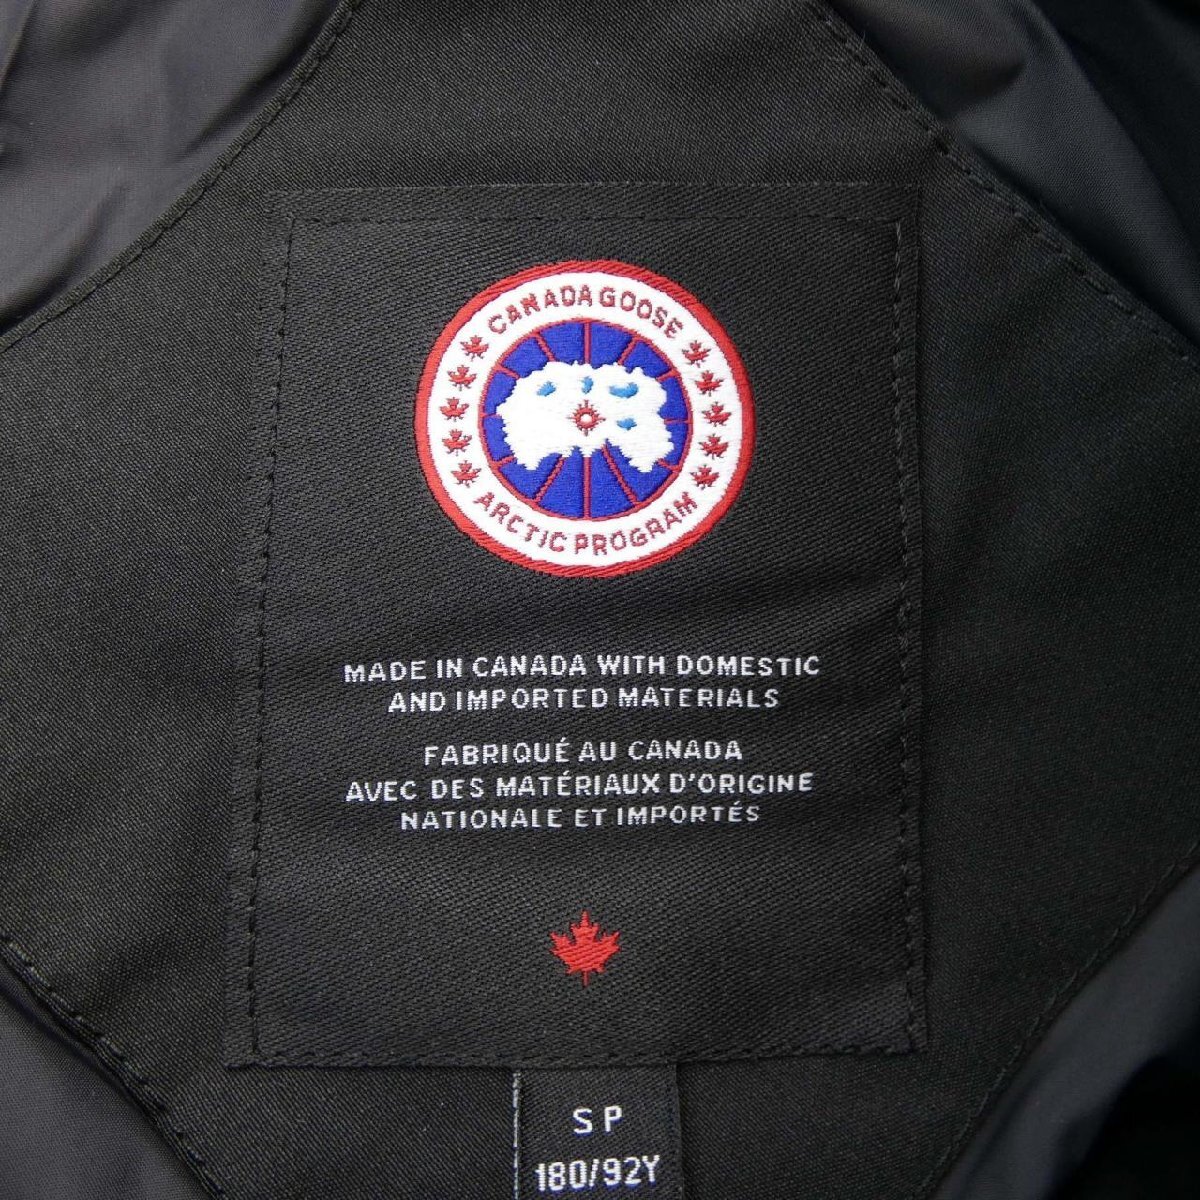 CANADA GOOSE
ARCTIC PROGRAM
MADE IN CANADA WITH DOMESTIC
AND IMPORTED MATERIALS
FABRIQUÉ AU CANADA
AVEC DES MATÉRIAUX D'ORIGINE
NATIONALE ET IMPORTÉS
S P
180/92Y